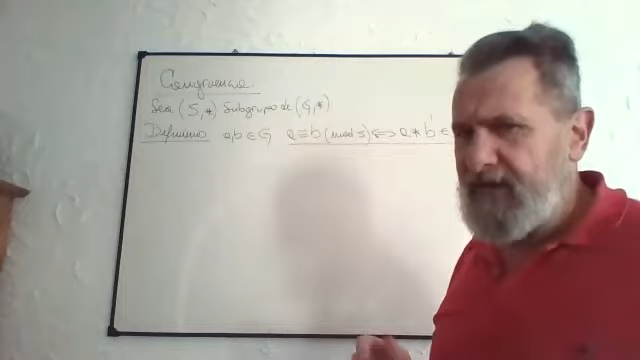 Congruencia.
Sea (S,*) Subgrupo de (G,*)
Definimos a,b ∈ G a≡b (mod S) ⟺ a * b' ∈